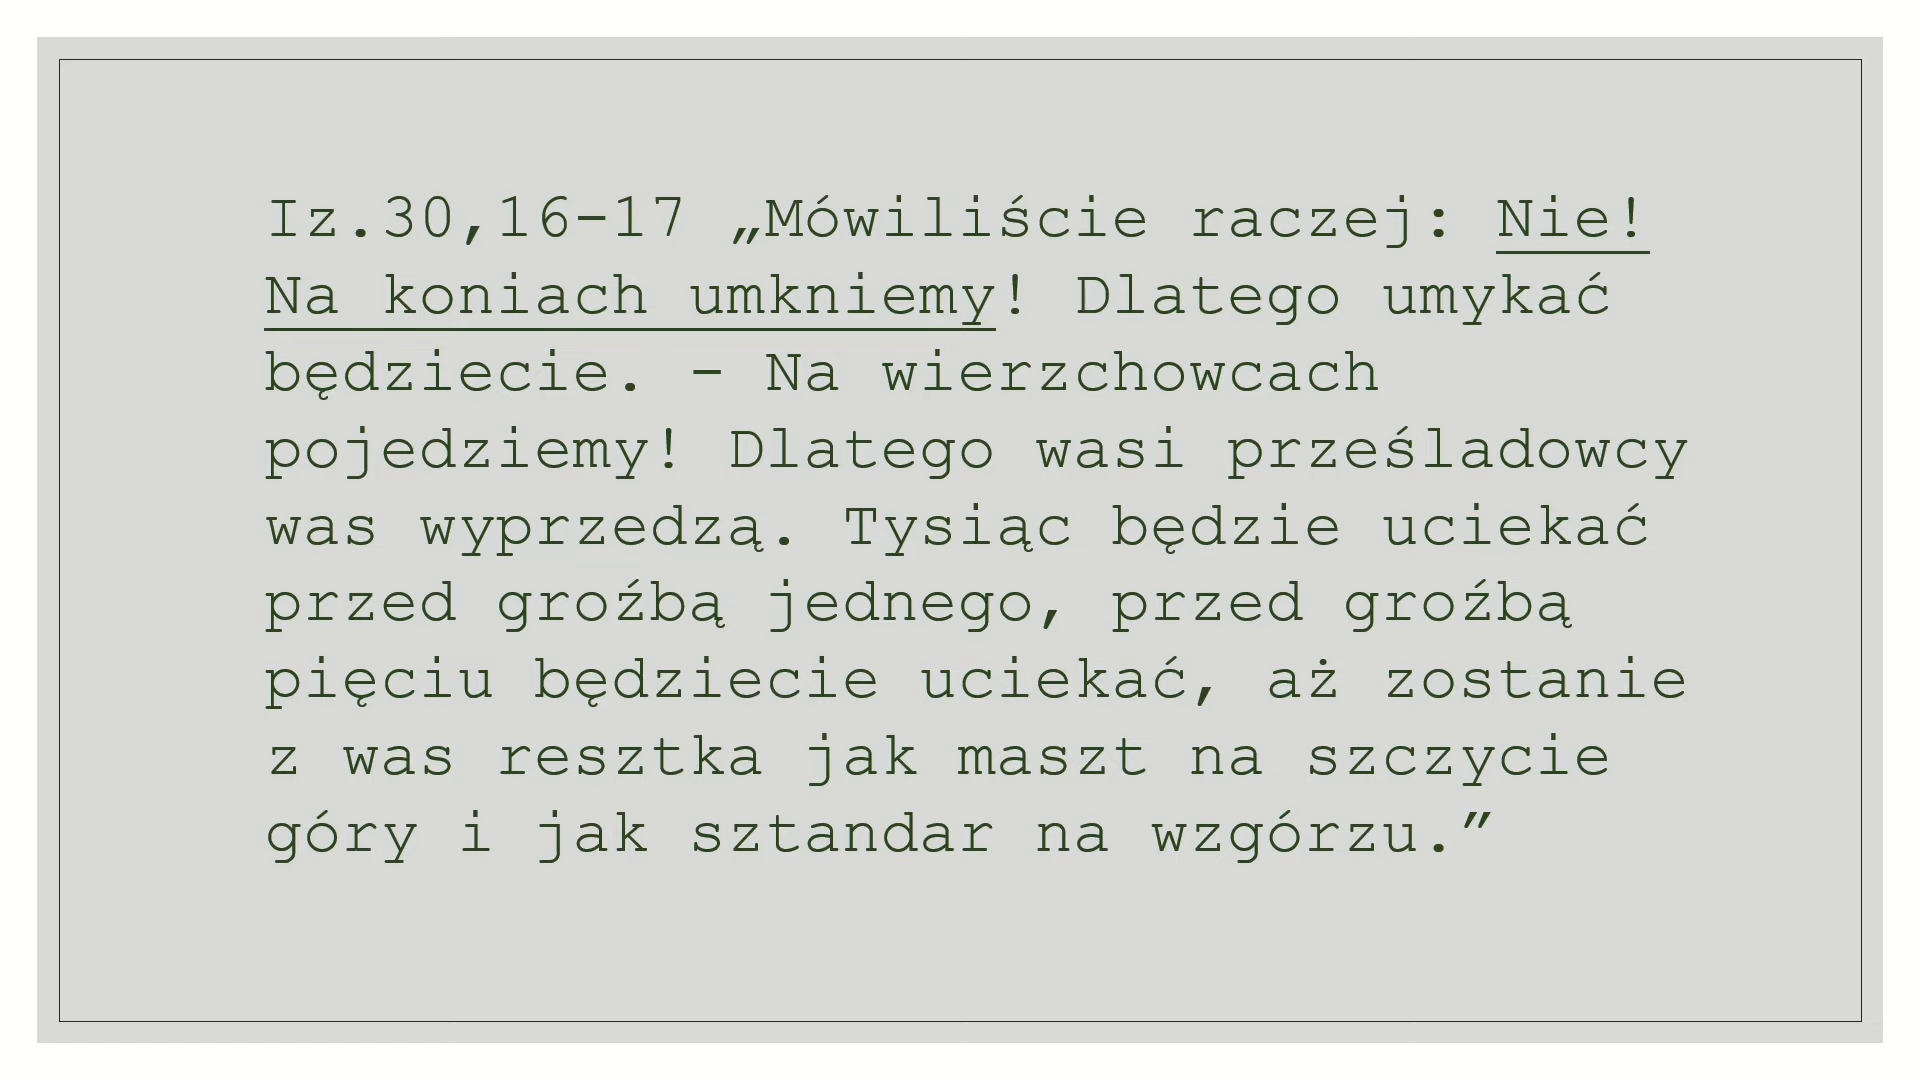 Iz.30,16-17 „Mówiliście raczej: Nie!
Na koniach umkniemy! Dlatego umykać
będziecie. - Na wierzchowcach
pojedziemy! Dlatego wasi prześladowcy
was wyprzedzą. Tysiąc będzie uciekać
przed groźbą jednego, przed groźbą
pięciu będziecie uciekać, aż zostanie
z was resztka jak maszt na szczycie
góry i jak sztandar na wzgórzu.”